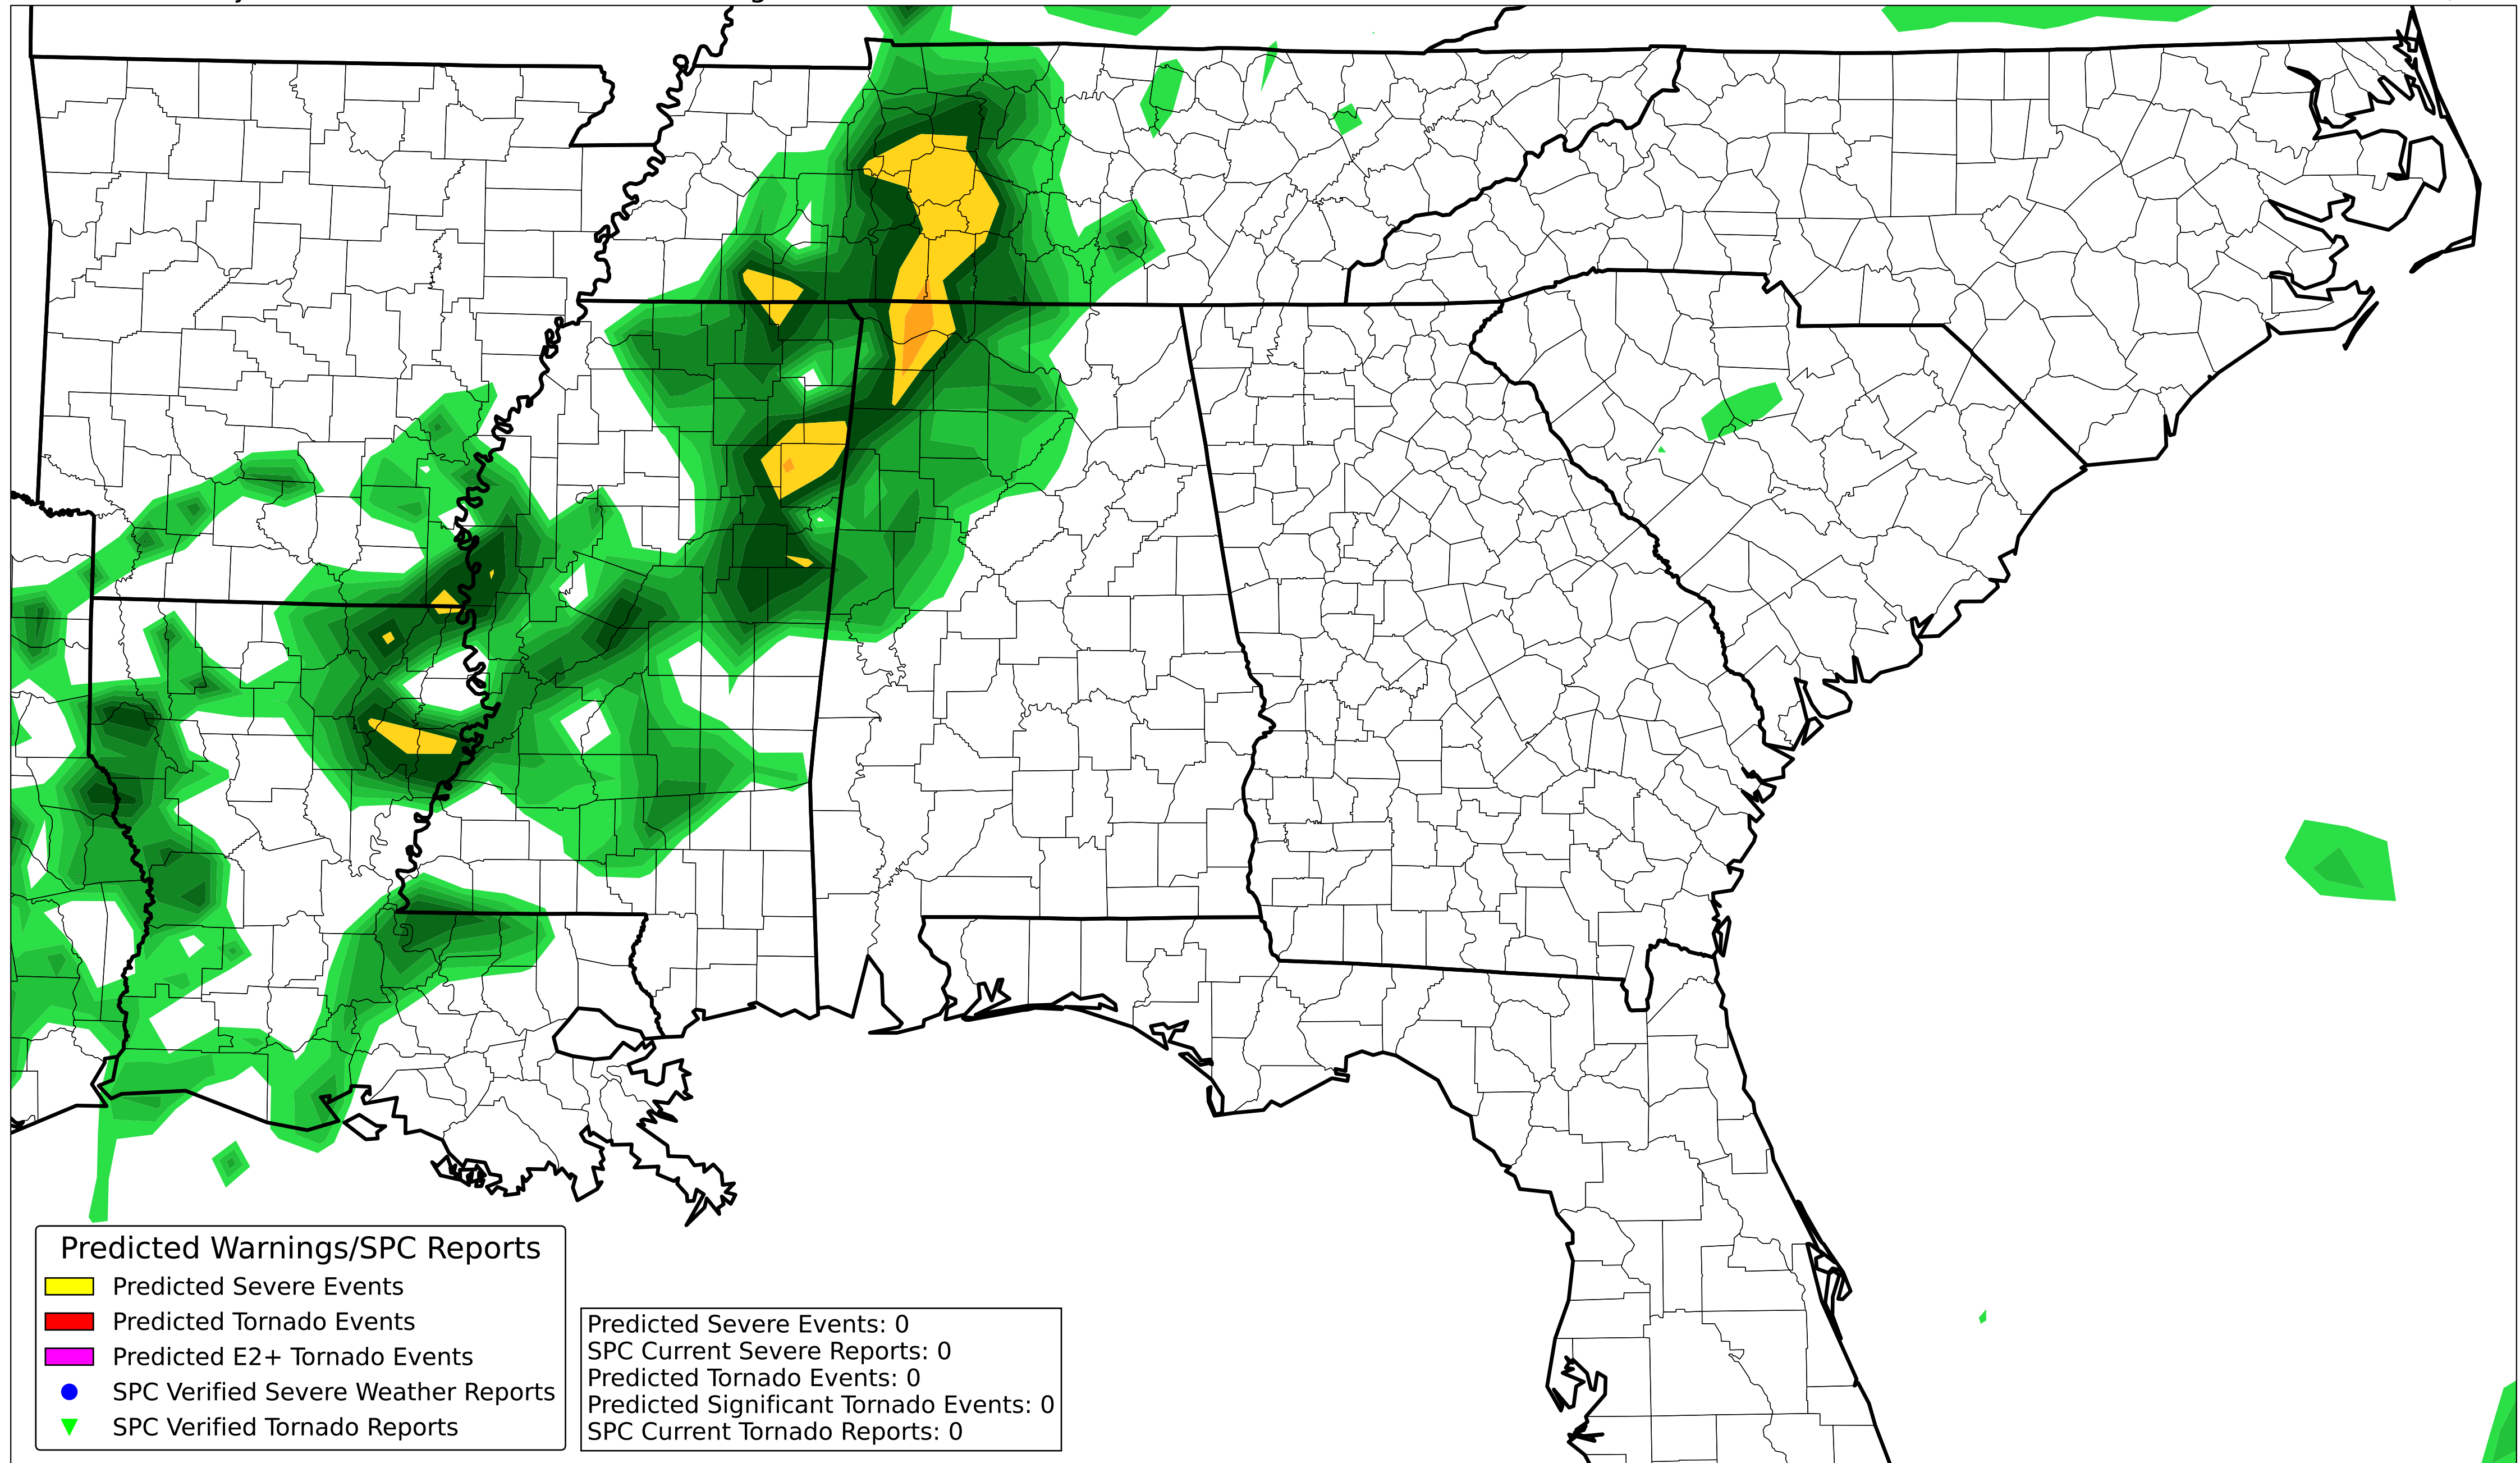 Predicted Warnings/SPC Reports
Predicted Severe Events
Predicted Tornado Events
Predicted E2+ Tornado Events
SPC Verified Severe Weather Reports
SPC Verified Tornado Reports
Predicted Severe Events: 0
SPC Current Severe Reports: 0
Predicted Tornado Events: 0
Predicted Significant Tornado Events: 0
SPC Current Tornado Reports: 0